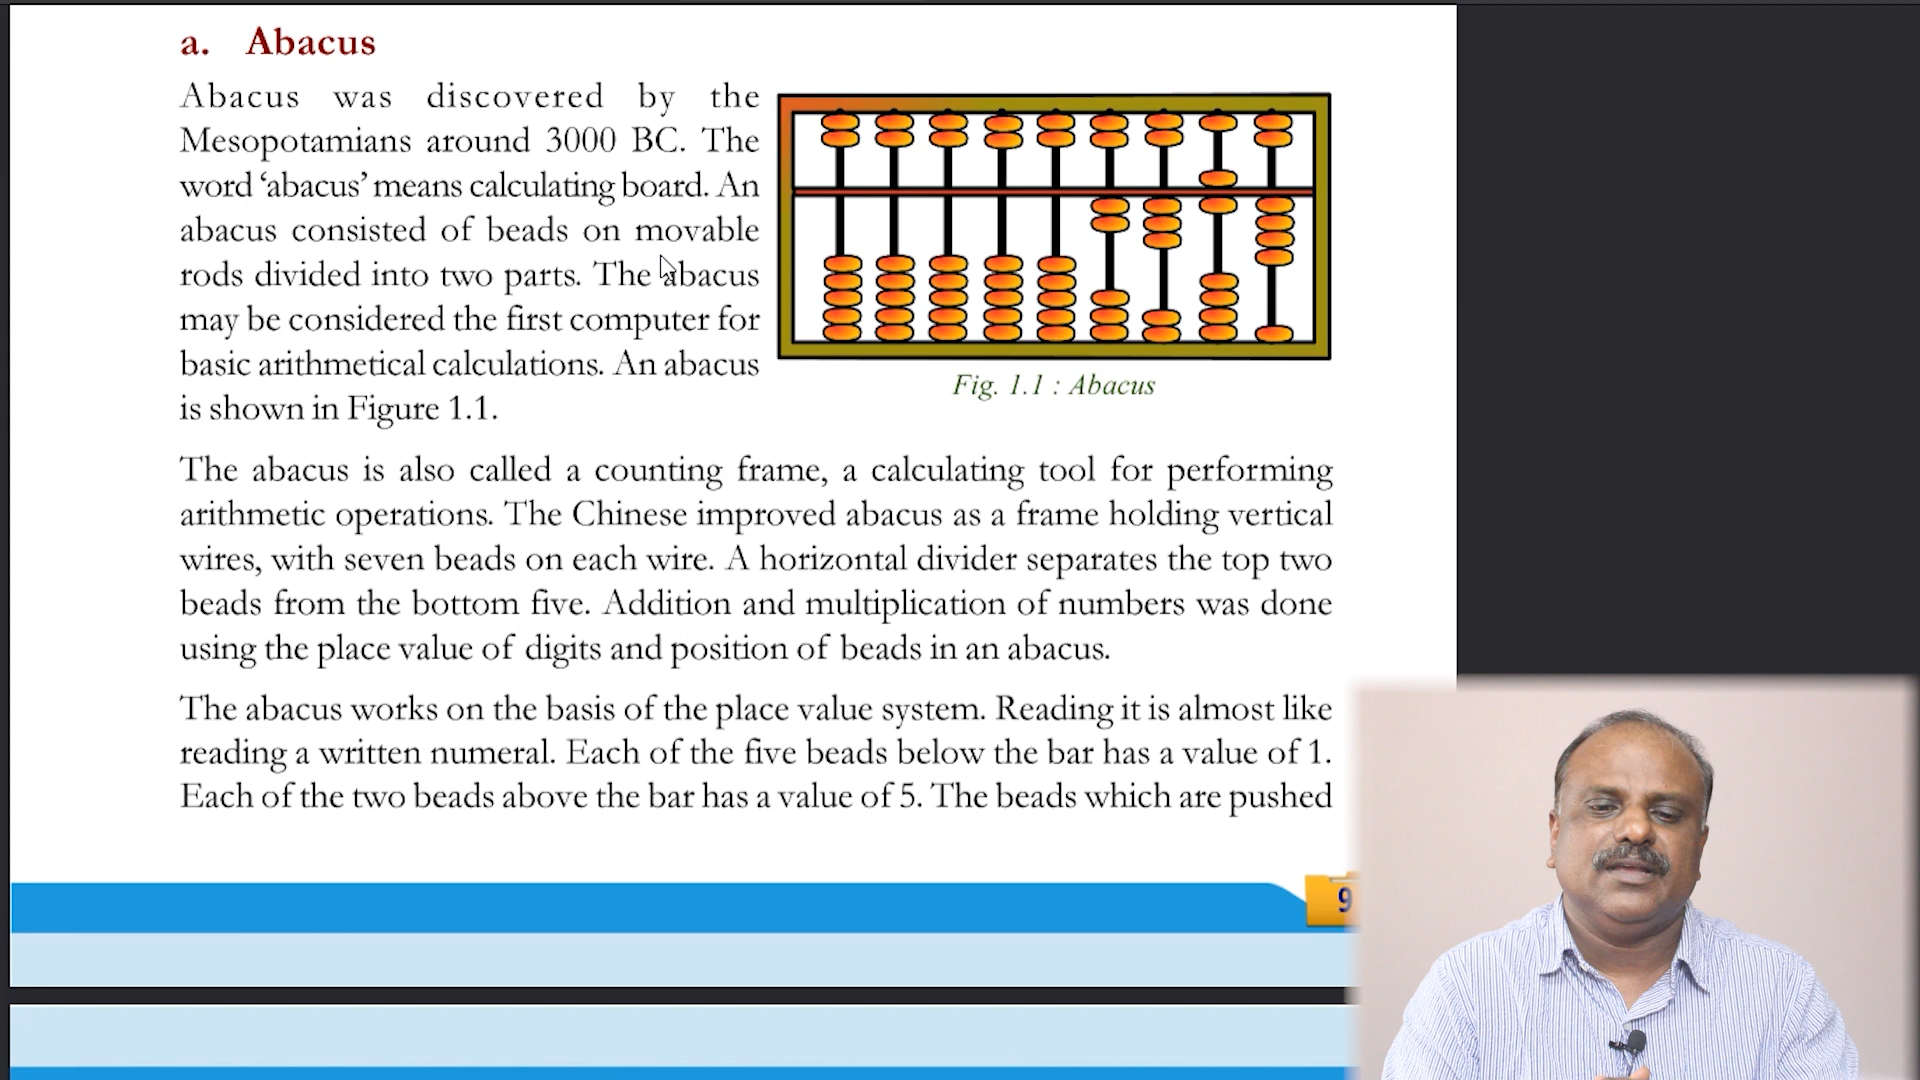 a. Abacus
Abacus was discovered by the
Mesopotamians around 3000 BC. The
word ‘abacus’ means calculating board. An
abacus consisted of beads on movable
rods divided into two parts. The abacus
may be considered the first computer for
basic arithmetical calculations. An abacus
is shown in Figure 1.1.
Fig. 1.1 : Abacus
The abacus is also called a counting frame, a calculating tool for performing
arithmetic operations. The Chinese improved abacus as a frame holding vertical
wires, with seven beads on each wire. A horizontal divider separates the top two
beads from the bottom five. Addition and multiplication of numbers was done
using the place value of digits and position of beads in an abacus.
The abacus works on the basis of the place value system. Reading it is almost like
reading a written numeral. Each of the five beads below the bar has a value of 1.
Each of the two beads above the bar has a value of 5. The beads which are pushed
9